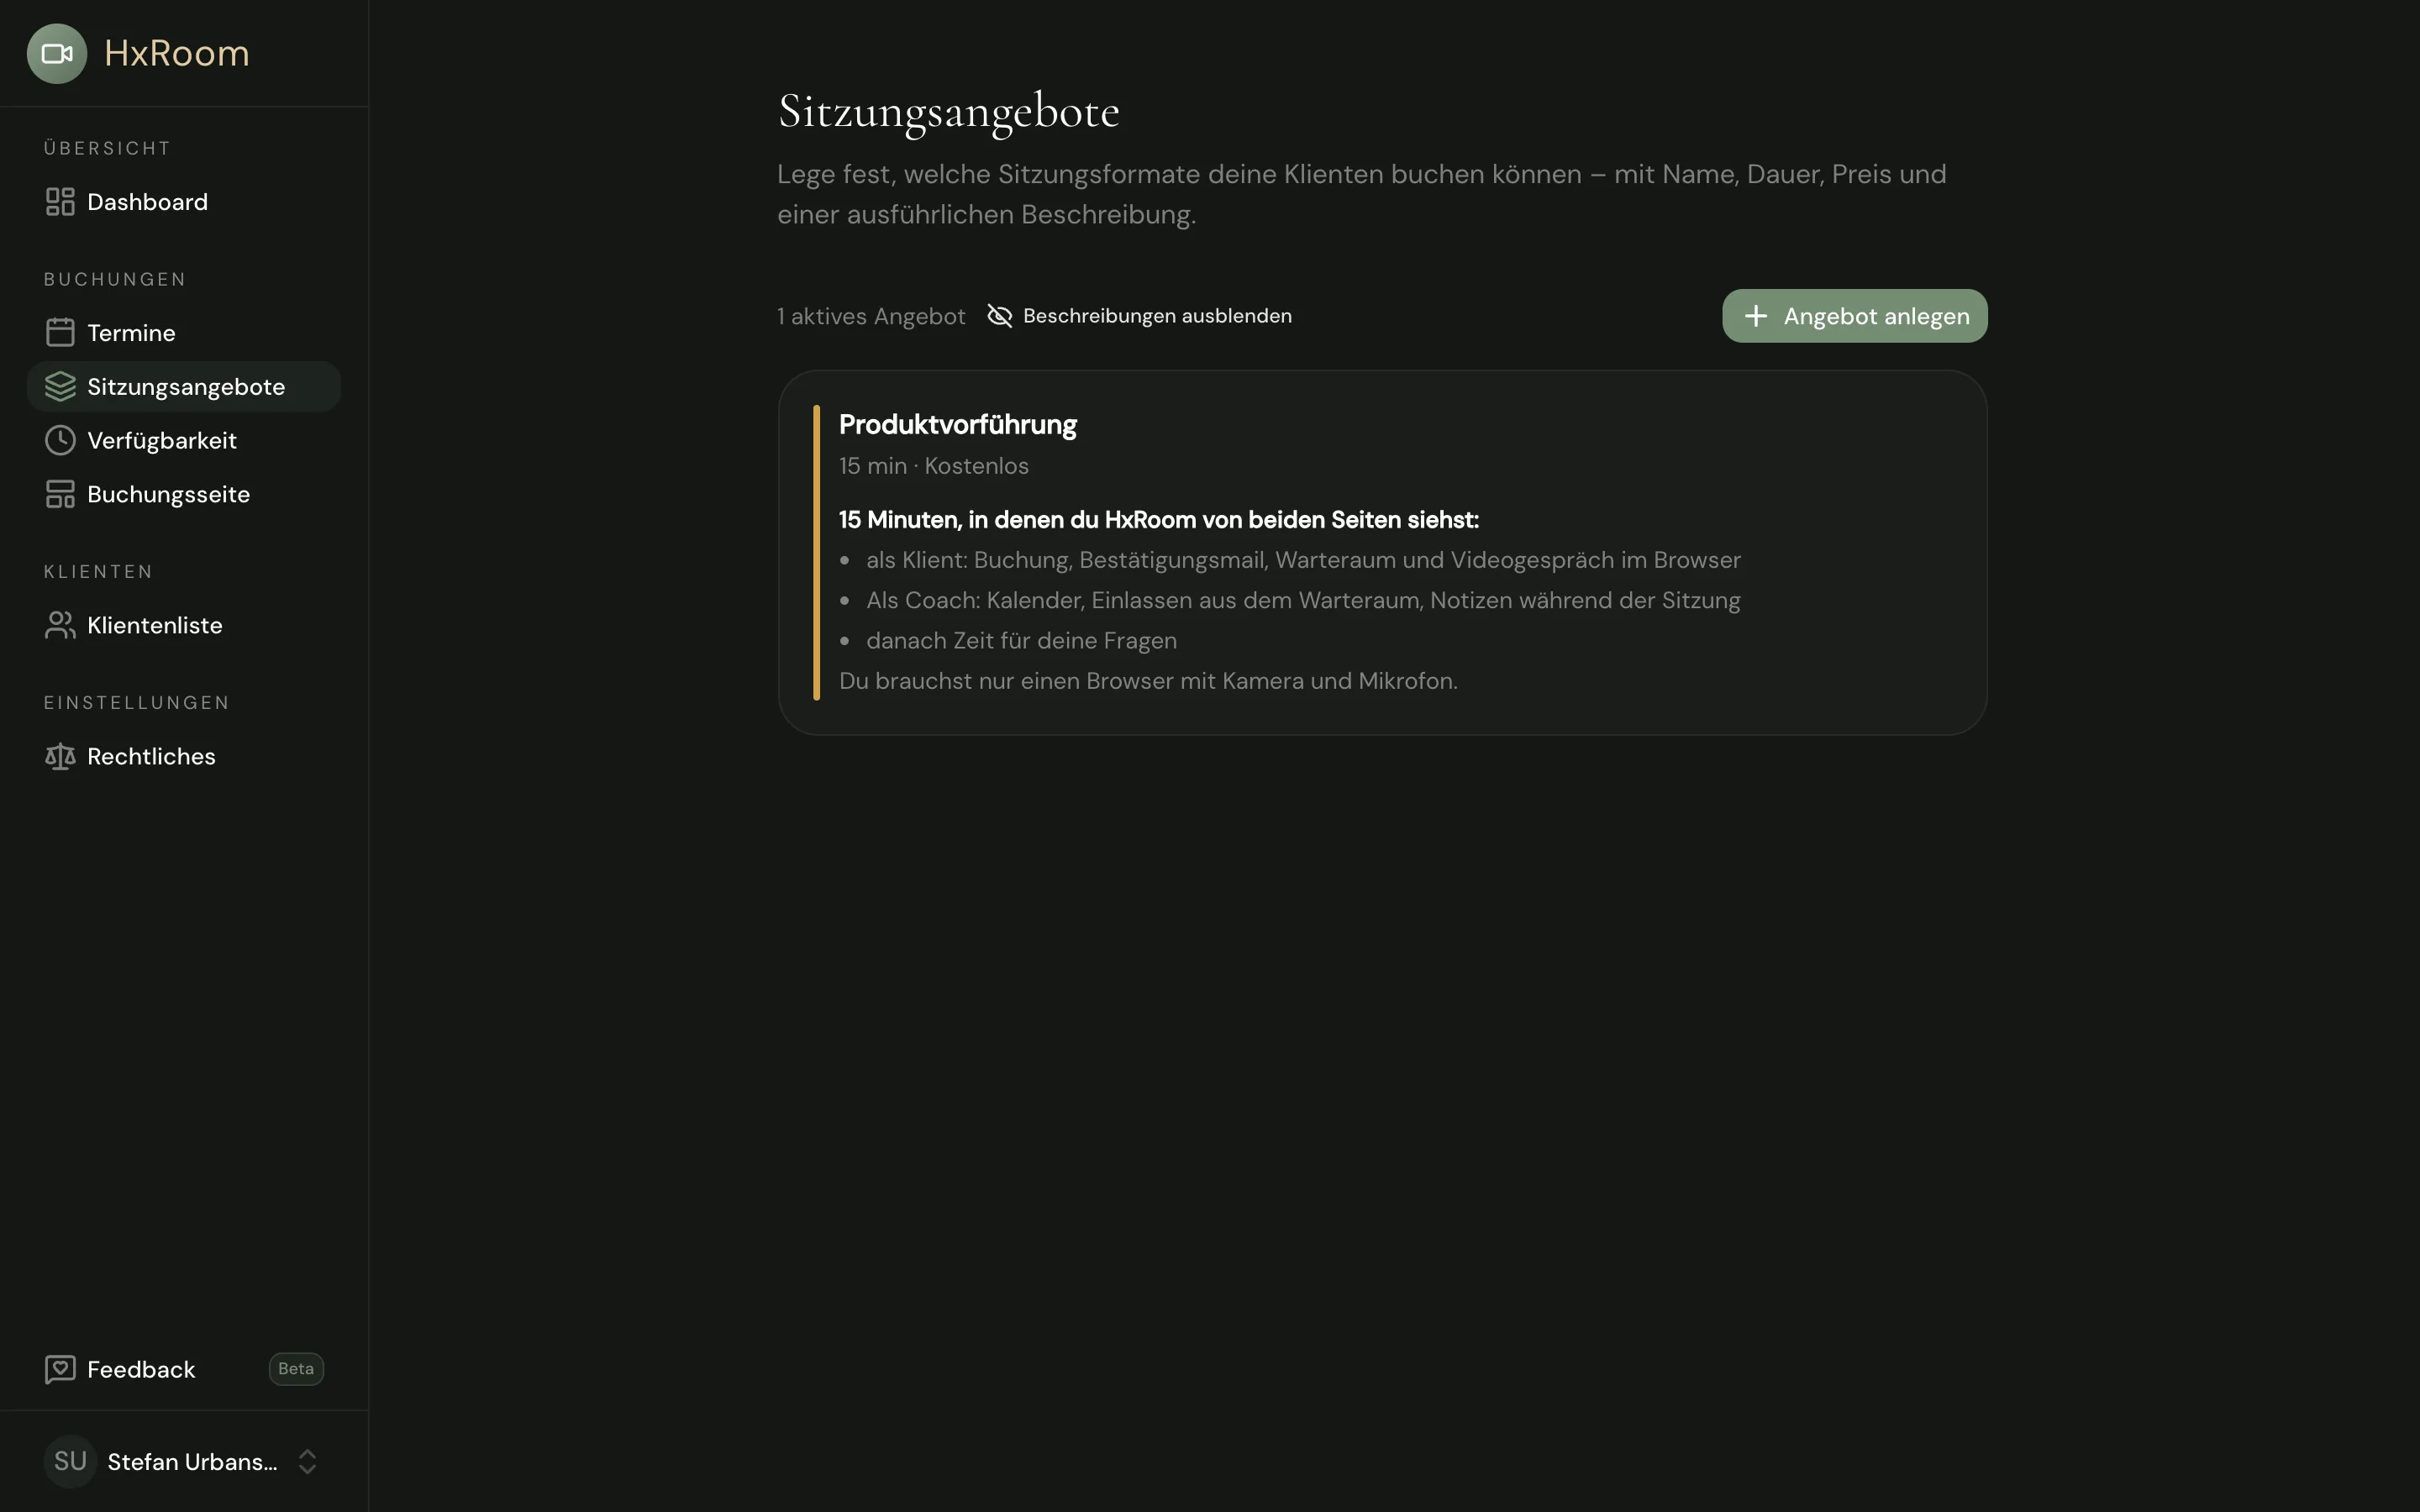 HxRoom
ÜBERSICHT
Dashboard
BUCHUNGEN
Termine
Sitzungsangebote
Verfügbarkeit
Buchungsseite
KLIENTEN
Klientenliste
EINSTELLUNGEN
Rechtliches
Feedback
Beta
SU
Stefan Urbans...
Sitzungsangebote
Lege fest, welche Sitzungsformate deine Klienten buchen können – mit Name, Dauer, Preis und
einer ausführlichen Beschreibung.
1 aktives Angebot
Beschreibungen ausblenden
Angebot anlegen
Produktvorführung
15 min · Kostenlos
15 Minuten, in denen du HxRoom von beiden Seiten siehst:
• als Klient: Buchung, Bestätigungsmail, Warteraum und Videogespräch im Browser
• Als Coach: Kalender, Einlassen aus dem Warteraum, Notizen während der Sitzung
• danach Zeit für deine Fragen
Du brauchst nur einen Browser mit Kamera und Mikrofon.